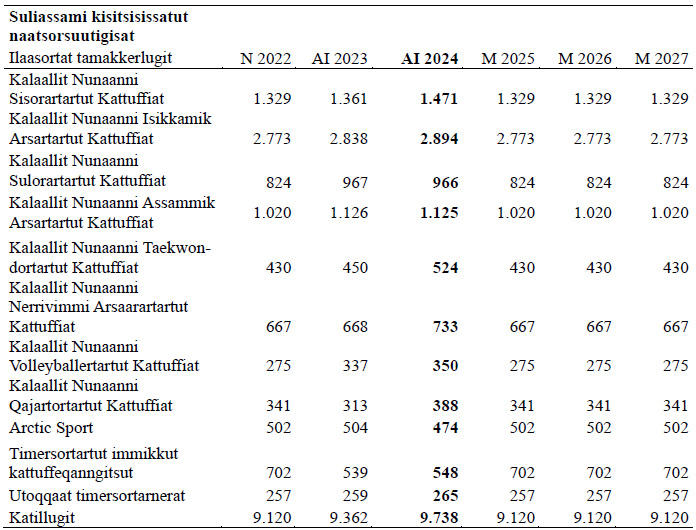 Suliassami kisitsisissatut
naatsorsuutigisat
Ilaasortat tamakkerlugit N 2022 AI 2023 AI 2024 M 2025 M 2026 M 2027
Kalaallit Nunaanni
Sisorartartut Kattuffiat 1.329 1.361 1.471 1.329 1.329 1.329
Kalaallit Nunaanni Isikkamik
Arsartartut Kattuffiat 2.773 2.838 2.894 2.773 2.773 2.773
Kalaallit Nunaanni
Sulorartartut Kattuffiat 824 967 966 824 824 824
Kalaallit Nunaanni Assammik
Arsartartut Kattuffiat 1.020 1.126 1.125 1.020 1.020 1.020
Kalaallit Nunaanni Taekwon-
dortartut Kattuffiat 430 450 524 430 430 430
Kalaallit Nunaanni
Nerrivimmi Arsaarartartut
Kattuffiat 667 668 733 667 667 667
Kalaallit Nunaanni
Volleyballertartut Kattuffiat 275 337 350 275 275 275
Kalaallit Nunaanni
Qajartortartut Kattuffiat 341 313 388 341 341 341
Arctic Sport 502 504 474 502 502 502
Timersortartut immikkut
kattuffeqanngitsut 702 539 548 702 702 702
Utoqqaat timersortarnerat 257 259 265 257 257 257
Katillugit 9.120 9.362 9.738 9.120 9.120 9.120